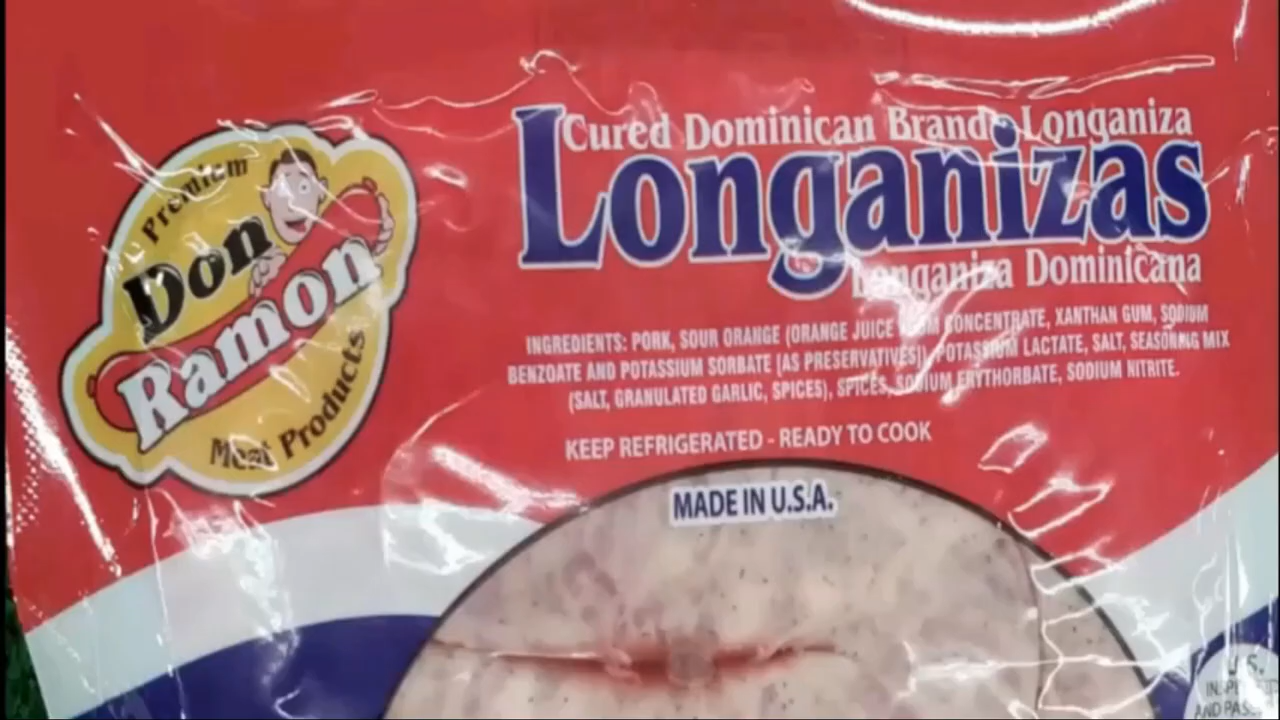 Premium
Don
Ramon
Meat Products
Cured Dominican Brand Longaniza
Longanizas
Longaniza Dominicana
INGREDIENTS: PORK, SOUR ORANGE (ORANGE JUICE FROM CONCENTRATE, XANTHAN GUM, SODIUM
BENZOATE AND POTASSIUM SORBATE [AS PRESERVATIVES]), POTASSIUM LACTATE, SALT, SEASONING MIX
(SALT, GRANULATED GARLIC, SPICES), SPICES, SODIUM ERYTHORBATE, SODIUM NITRITE.
KEEP REFRIGERATED - READY TO COOK
MADE IN U.S.A.
U.S.
AND